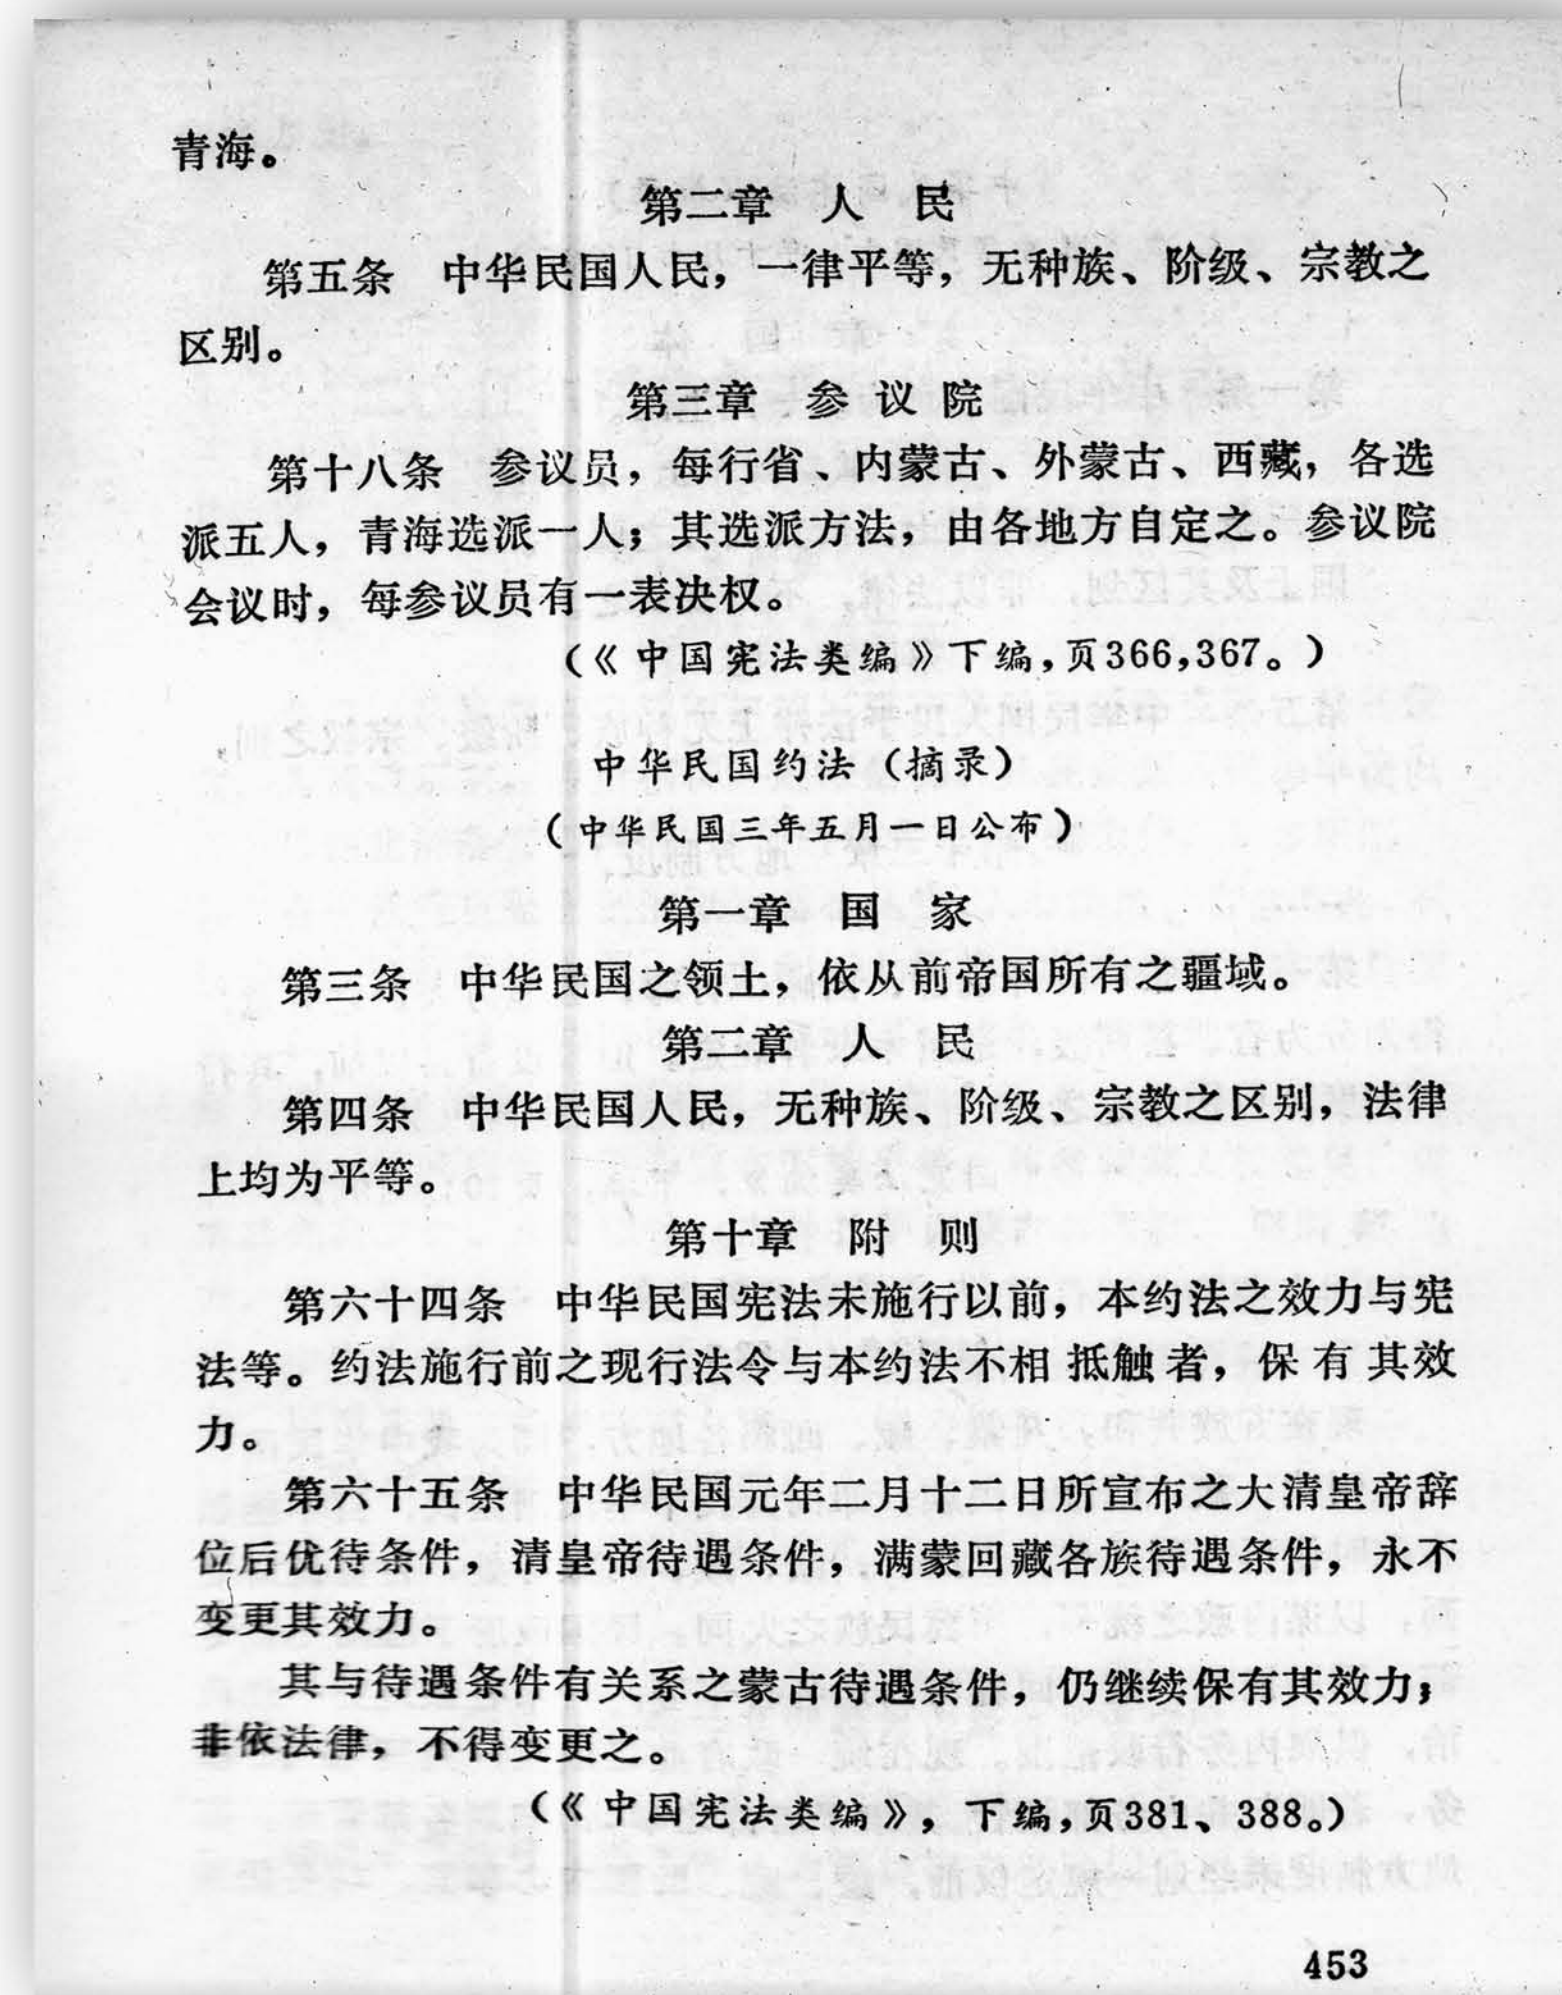 青海。
第二章 人 民
第五条 中华民国人民，一律平等，无种族、阶级、宗教之
区别。
第三章 参 议 院
第十八条 参议员，每行省、内蒙古、外蒙古、西藏，各选
派五人，青海选派一人；其选派方法，由各地方自定之。参议院
会议时，每参议员有一表决权。
（《中国宪法类编》下编，页366,367。）
中华民国约法（摘录）
（中华民国三年五月一日公布）
第一章 国 家
第三条 中华民国之领土，依从前帝国所有之疆域。
第二章 人 民
第四条 中华民国人民，无种族、阶级、宗教之区别，法律
上均为平等。
第十章 附 则
第六十四条 中华民国宪法未施行以前，本约法之效力与宪
法等。约法施行前之现行法令与本约法不相抵触者，保有其效
力。
第六十五条 中华民国元年二月十二日所宣布之大清皇帝辞
位后优待条件，清皇帝待遇条件，满蒙回藏各族待遇条件，永不
变更其效力。
其与待遇条件有关系之蒙古待遇条件，仍继续保有其效力；
非依法律，不得变更之。
（《中国宪法类编》，下编，页381、388。）
453